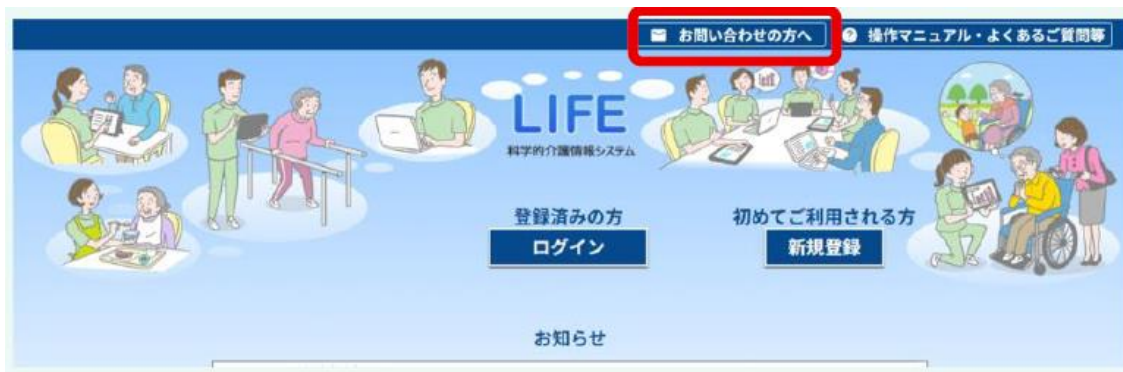 お問い合わせの方へ
操作マニュアル・よくあるご質問等
LIFE
科学的介護情報システム
登録済みの方
初めてご利用される方
ログイン
新規登録
お知らせ